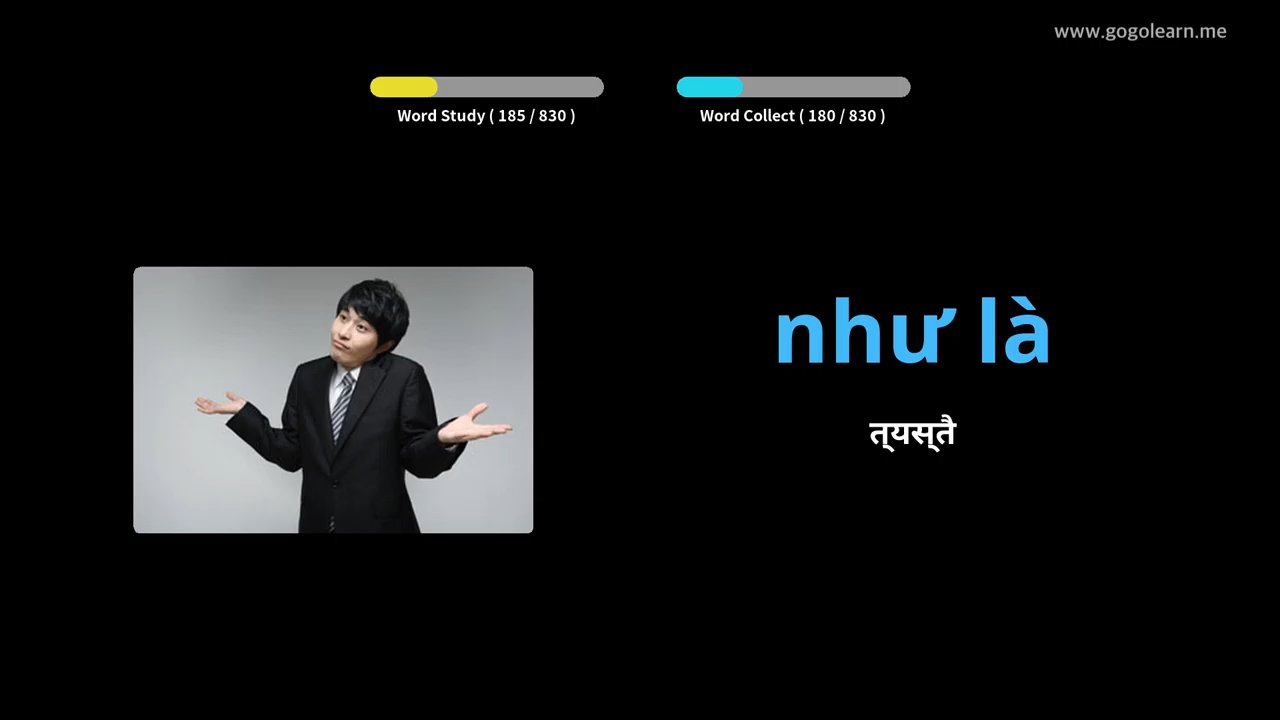 www.gogolearn.me
Word Study ( 185 / 830 )
Word Collect ( 180 / 830 )
như là
त्यस्तै